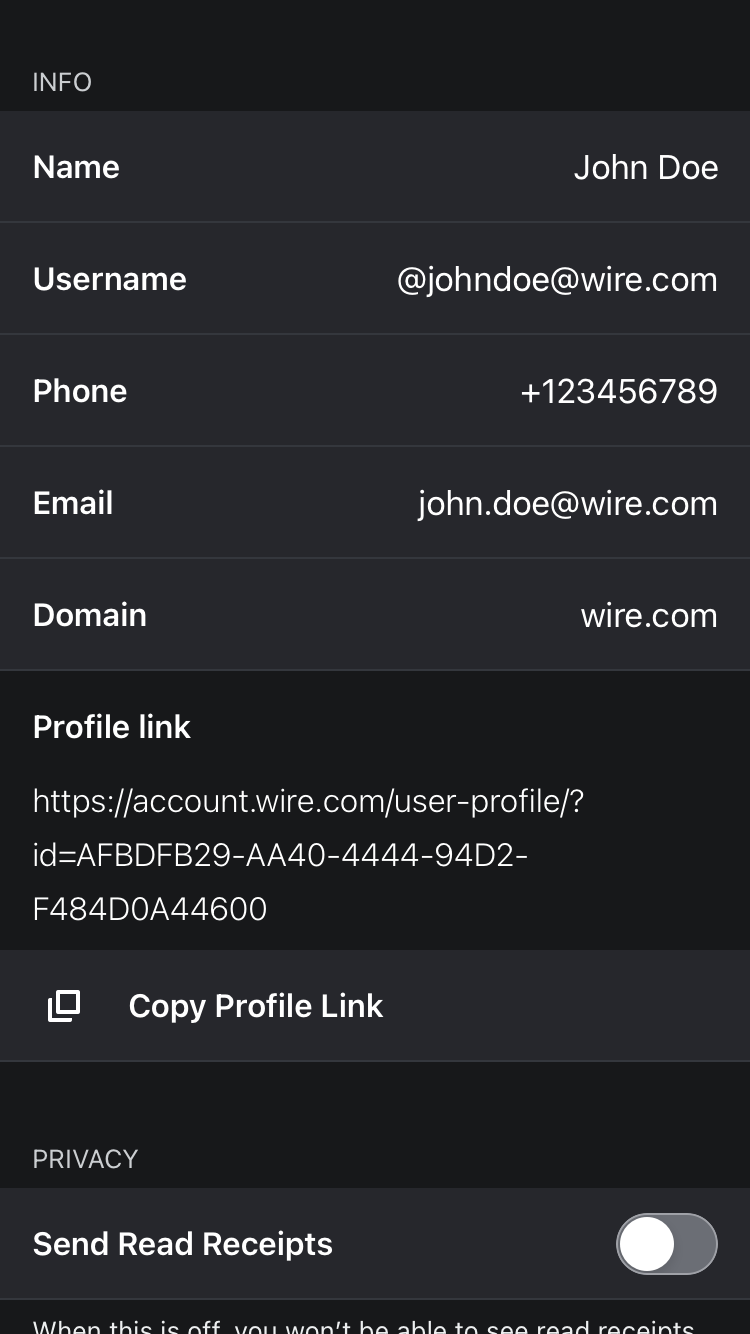 INFO
Name John Doe
Username @johndoe@wire.com
Phone +123456789
Email john.doe@wire.com
Domain wire.com
Profile link
https://account.wire.com/user-profile/?
id=AFBDFB29-AA40-4444-94D2-
F484D0A44600
Copy Profile Link
PRIVACY
Send Read Receipts
When this is off, you won’t be able to see read receipts